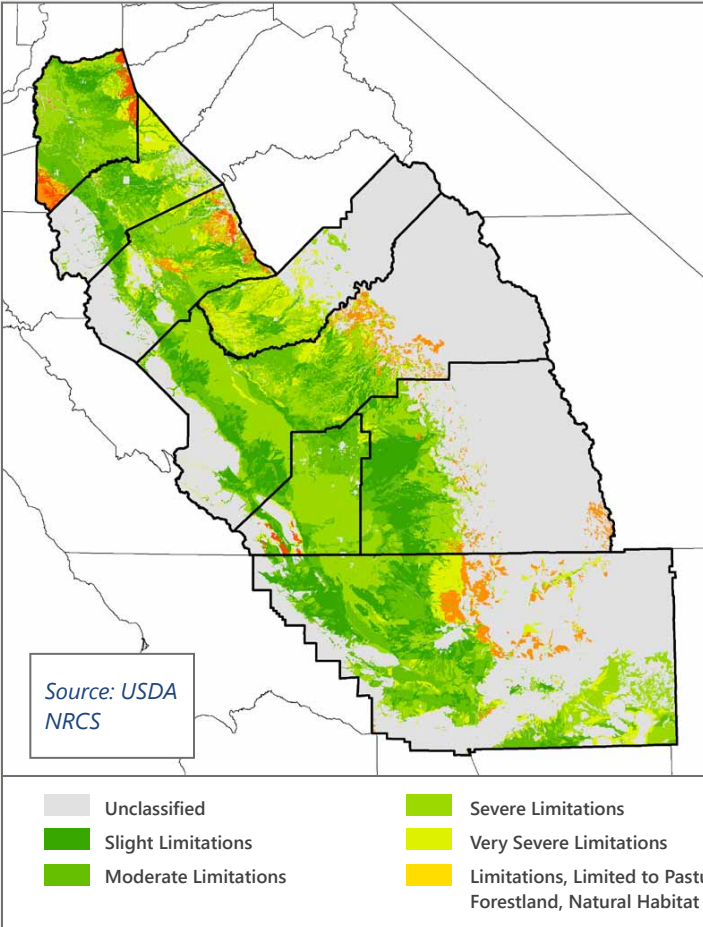 Source: USDA
NRCS
Unclassified
Slight Limitations
Moderate Limitations
Severe Limitations
Very Severe Limitations
Limitations, Limited to
Forestland, Natural Habitat